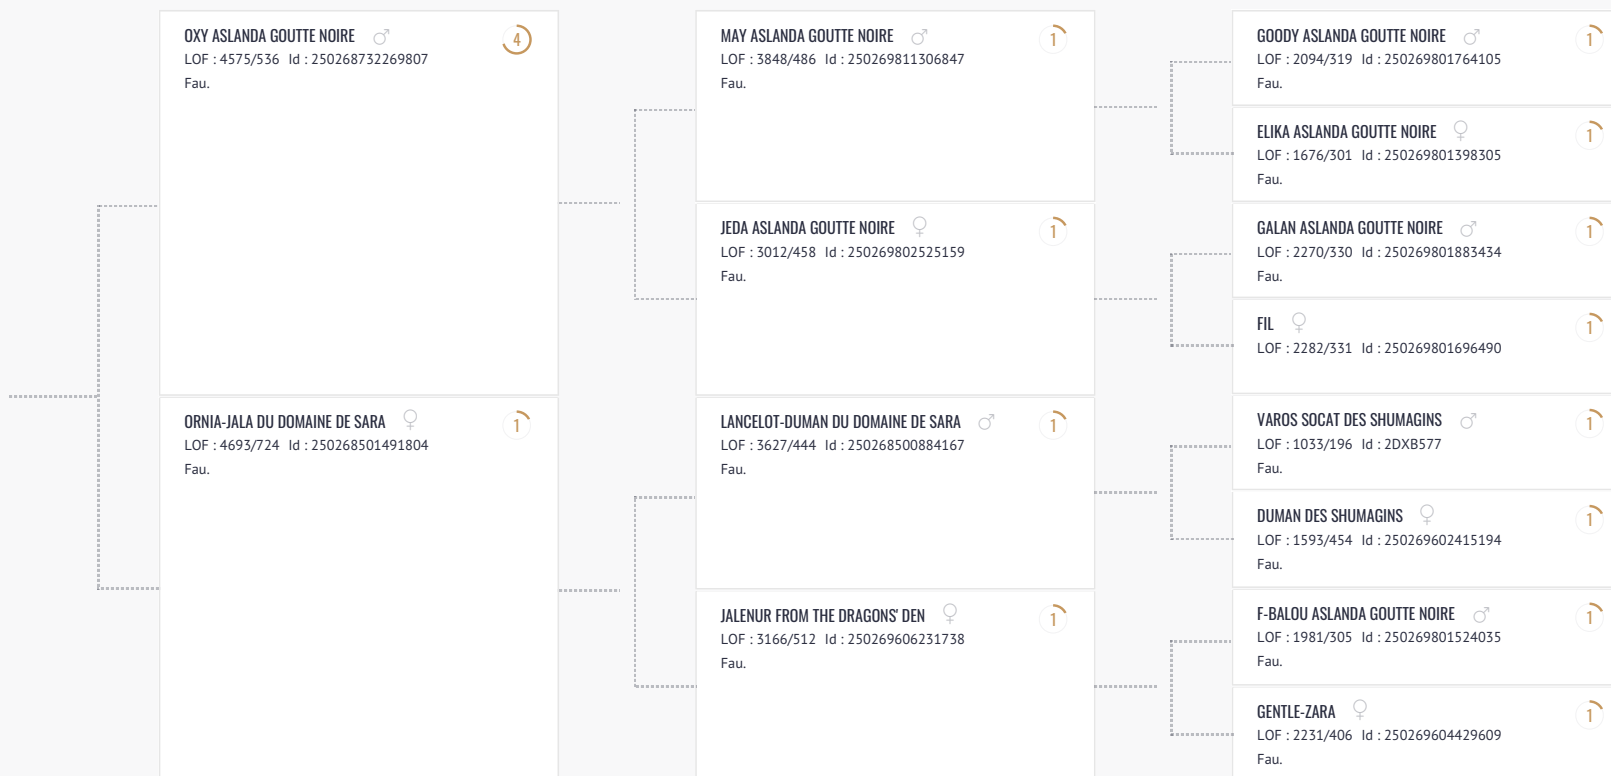 OXY ASLANDA GOUTTE NOIRE
4
LOF : 4575/536 Id : 250268732269807
Fau.
ORNIA-JALA DU DOMAINE DE SARA
1
LOF : 4693/724 Id : 250268501491804
Fau.
MAY ASLANDA GOUTTE NOIRE
1
LOF : 3848/486 Id : 250269811306847
Fau.
JEDA ASLANDA GOUTTE NOIRE
1
LOF : 3012/458 Id : 250269802525159
Fau.
LANCELOT-DUMAN DU DOMAINE DE SARA
1
LOF : 3627/444 Id : 250268500884167
Fau.
JALENUR FROM THE DRAGONS' DEN
1
LOF : 3166/512 Id : 250269606231738
Fau.
GOODY ASLANDA GOUTTE NOIRE
1
LOF : 2094/319 Id : 250269801764105
Fau.
ELIKA ASLANDA GOUTTE NOIRE
1
LOF : 1676/301 Id : 250269801398305
Fau.
GALAN ASLANDA GOUTTE NOIRE
1
LOF : 2270/330 Id : 250269801883434
Fau.
FIL
1
LOF : 2282/331 Id : 250269801696490
VAROS SOCAT DES SHUMAGINS
1
LOF : 1033/196 Id : 2DXB577
Fau.
DUMAN DES SHUMAGINS
1
LOF : 1593/454 Id : 250269602415194
Fau.
F-BALOU ASLANDA GOUTTE NOIRE
1
LOF : 1981/305 Id : 250269801524035
Fau.
GENTLE-ZARA
1
LOF : 2231/406 Id : 250269604429609
Fau.